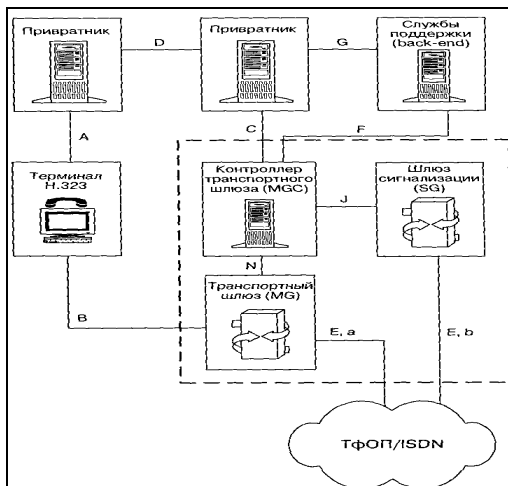 Привратник
D
Привратник
G
Службы
поддержки
(back-end)
A
C
F
Терминал
H.323
Контроллер
транспортного
шлюза (MGC)
J
Шлюз
сигнализации
(SG)
N
B
Транспортный
шлюз (MG)
E, a
E, b
ТфОП/ISDN